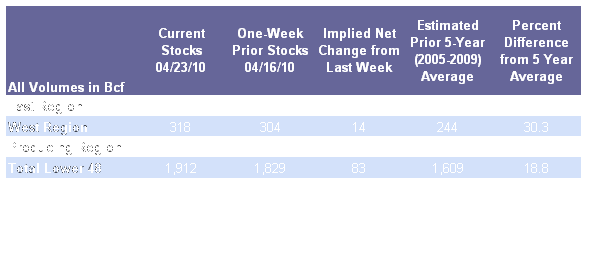 Current Stocks 04/23/10
One-Week Prior Stocks 04/16/10
Implied Net Change from Last Week
Estimated Prior 5-Year (2005-2009) Average
Percent Difference from 5 Year Average
All Volumes in Bcf
East Region
West Region 318 304 14 244 30.3
Producing Region
Total Lower 48 1,912 1,829 83 1,609 18.8